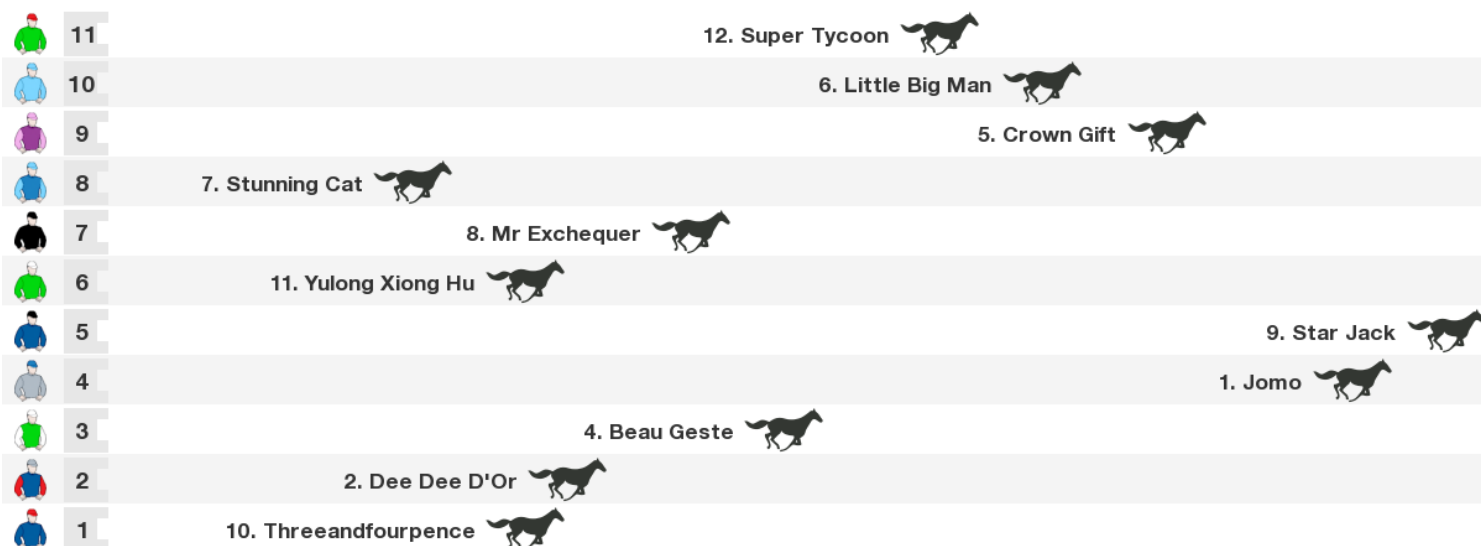 11 12. Super Tycoon
10 6. Little Big Man
9 5. Crown Gift
8 7. Stunning Cat
7 8. Mr Exchequer
6 11. Yulong Xiong Hu
5 9. Star Jack
4 1. Jomo
3 4. Beau Geste
2 2. Dee Dee D'Or
1 10. Threeandfourpence